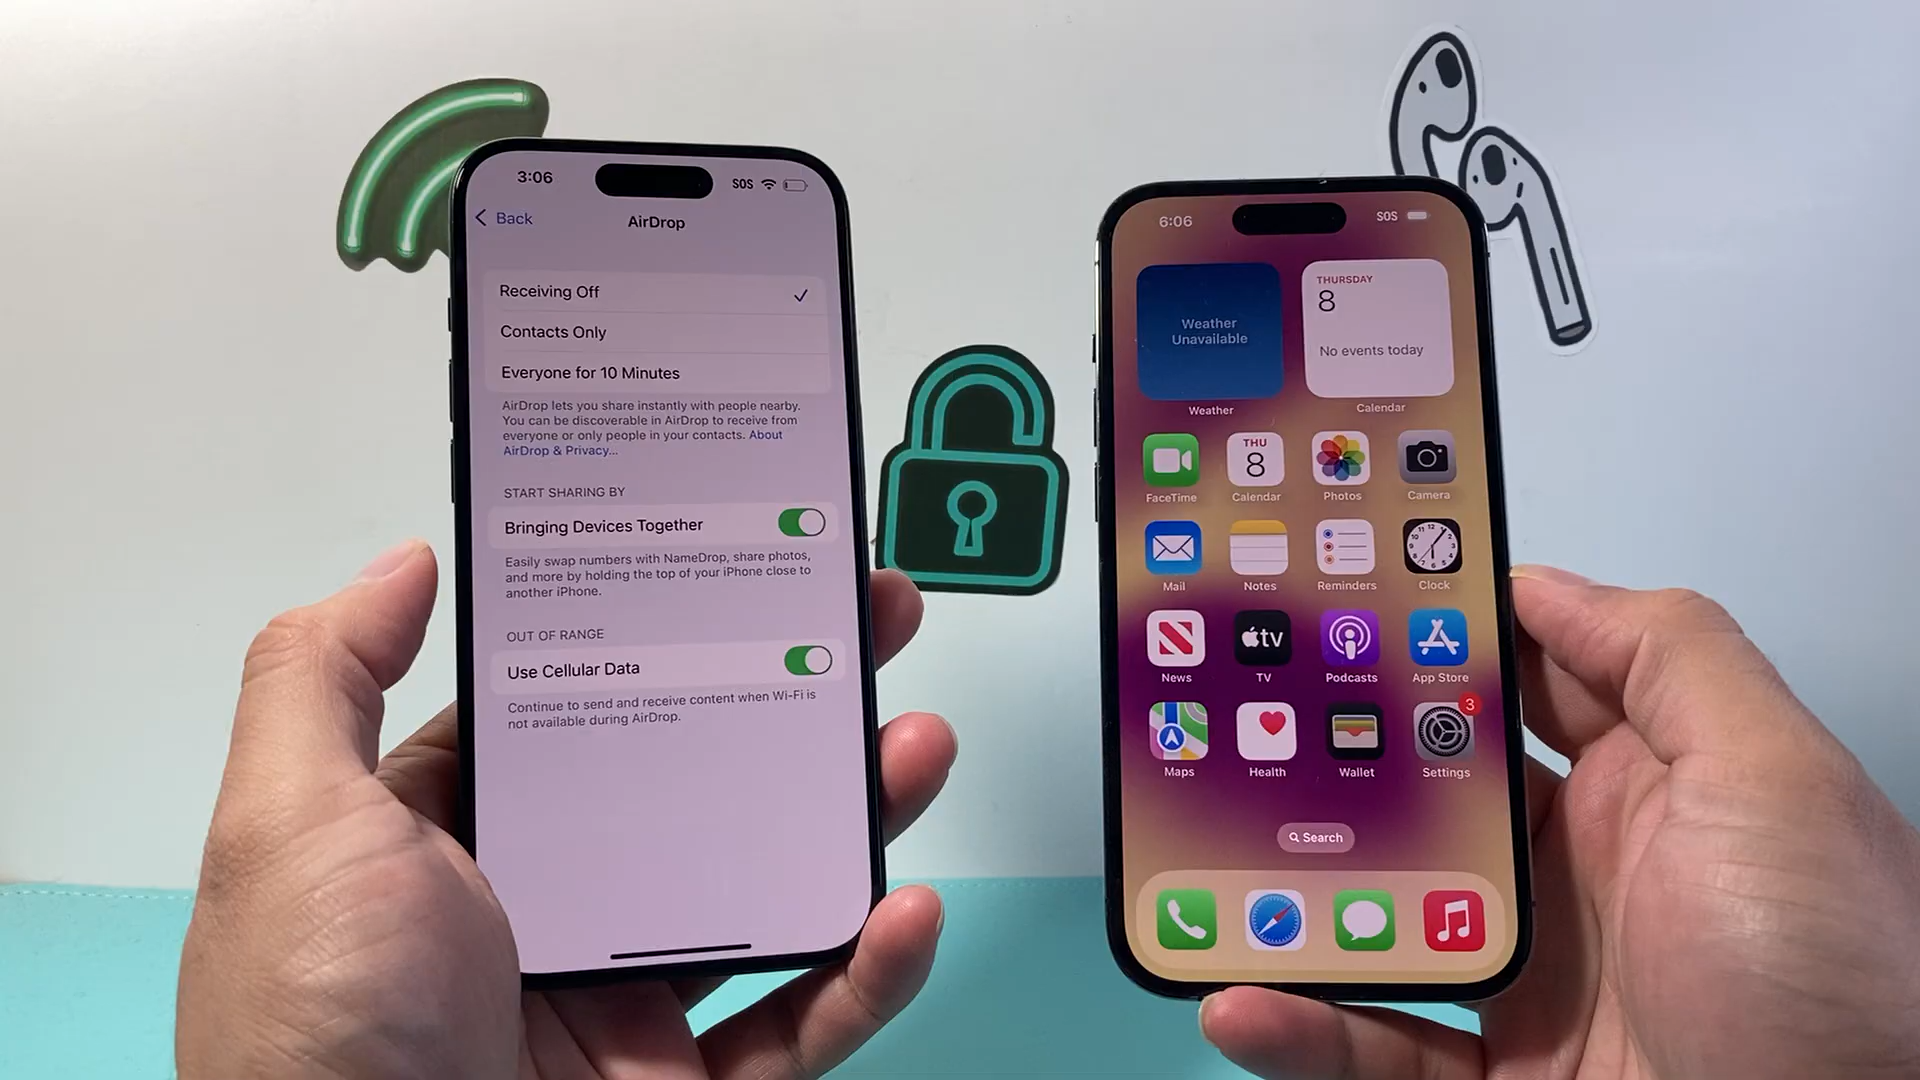 3:06
SOS
Back
AirDrop
Receiving Off
Contacts Only
Everyone for 10 Minutes
AirDrop lets you share instantly with people nearby.
You can be discoverable in AirDrop to receive from
everyone or only people in your contacts. About
AirDrop & Privacy...
START SHARING BY
Bringing Devices Together
Easily swap numbers with NameDrop, share photos,
and more by holding the top of your iPhone close to
another iPhone.
OUT OF RANGE
Use Cellular Data
Continue to send and receive content when Wi-Fi is
not available during AirDrop.
6:06
SOS
Weather
Unavailable
Weather
THURSDAY
8
No events today
Calendar
FaceTime
THU
8
Calendar
Photos
Camera
Mail
Notes
Reminders
Clock
News
tv
TV
Podcasts
App Store
Maps
Health
Wallet
3
Settings
Search